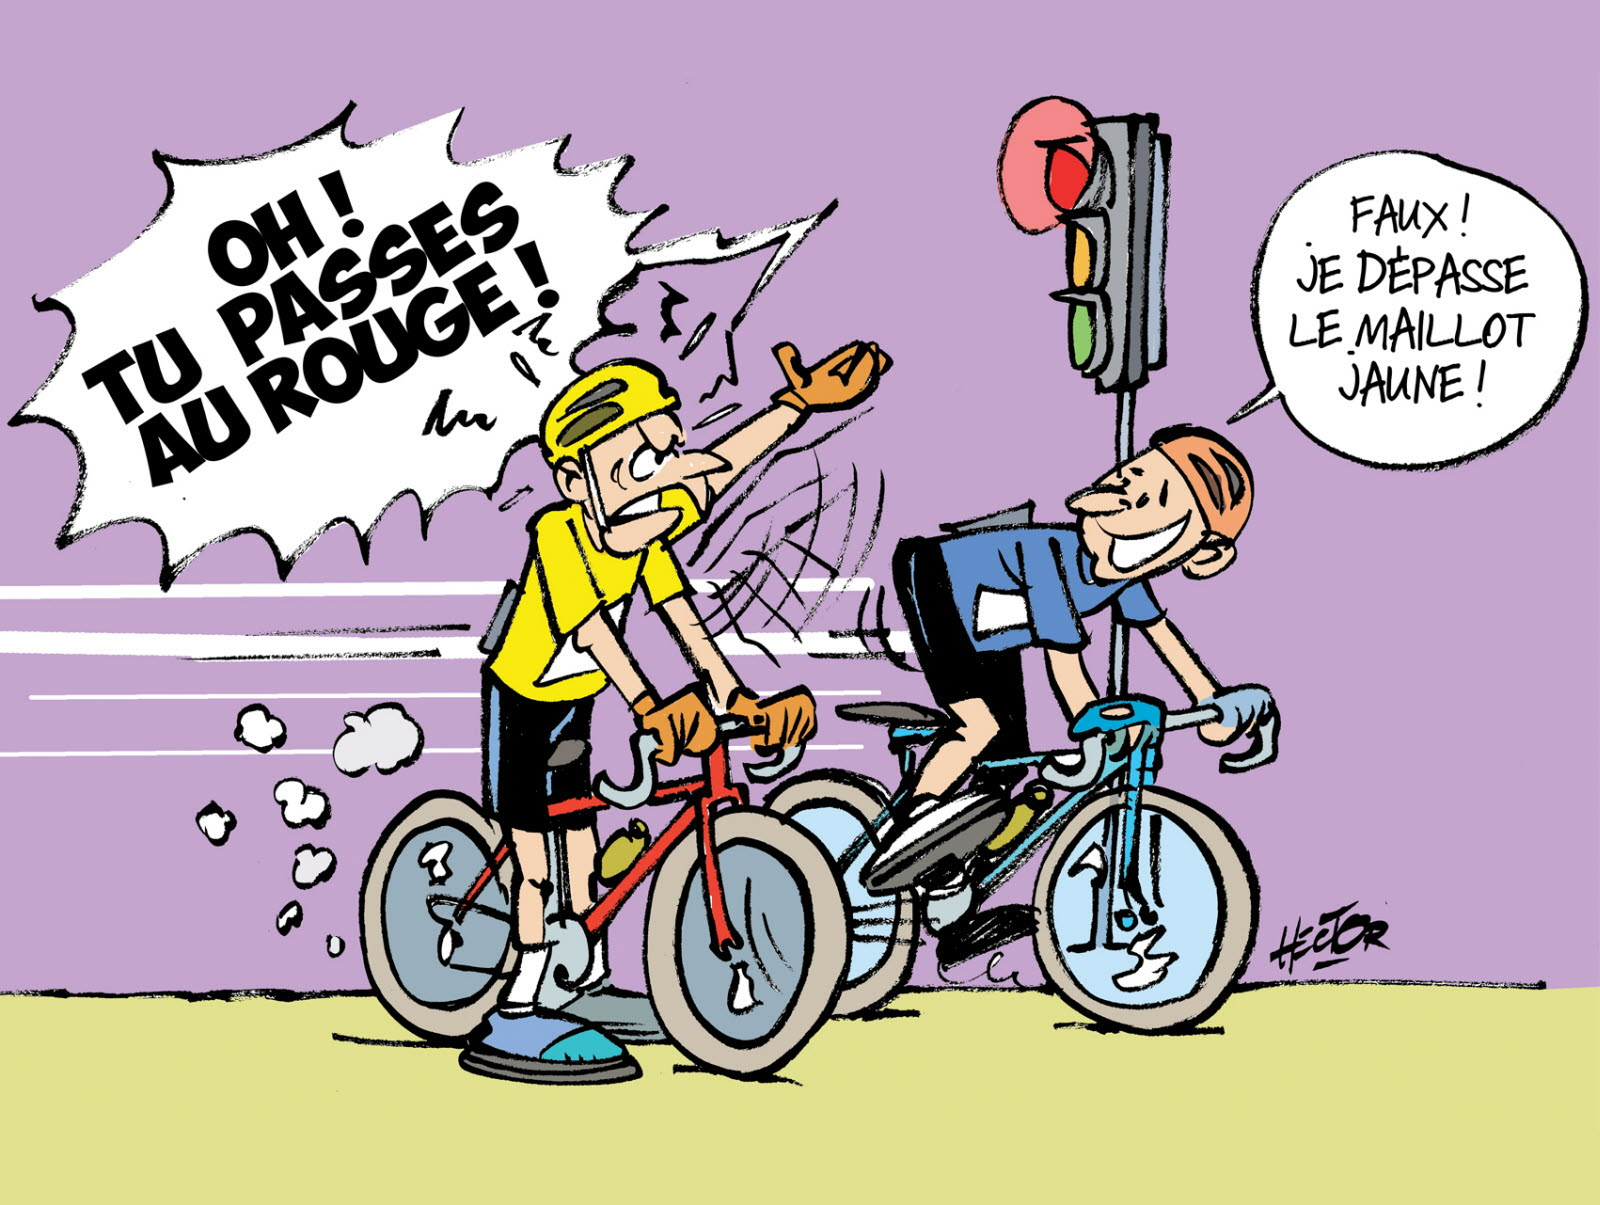 OH !
TU PASSES
AU ROUGE !
FAUX !
JE DÉPASSE
LE MAILLOT
JAUNE !
HECTOR